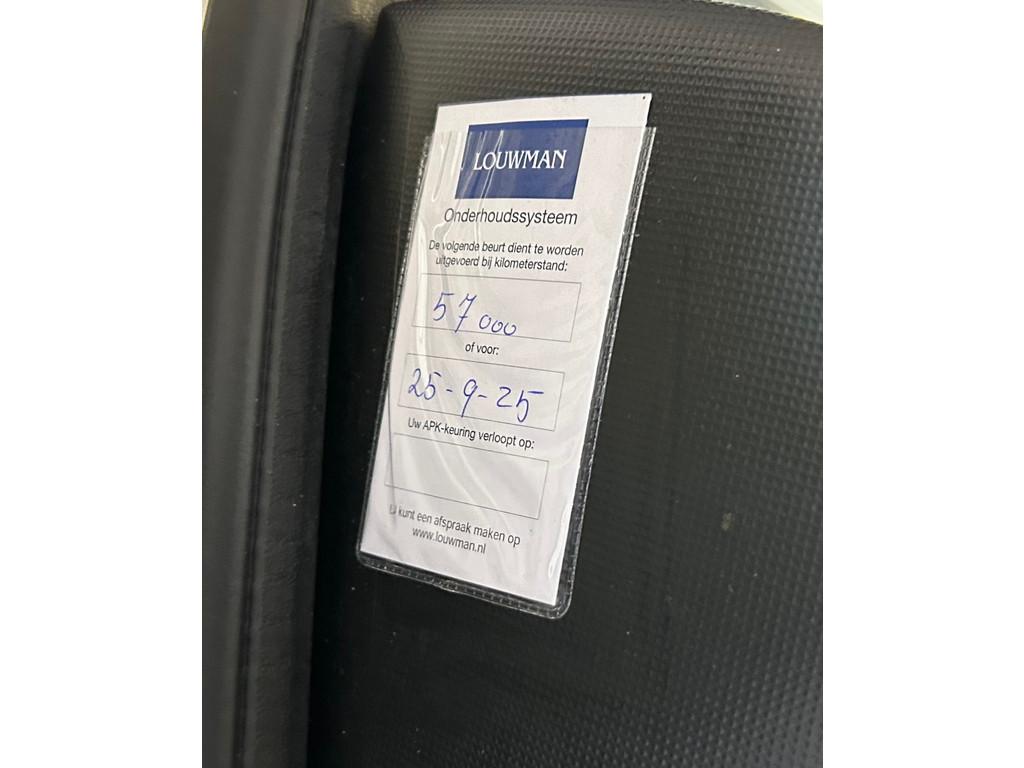 LOUWMAN
Onderhoudssysteem
De volgende beurt dient te worden
uitgevoerd bij kilometerstand:
57000
of voor:
25-9-25
Uw APK-keuring verloopt op:
U kunt een afspraak maken op
www.louwman.nl